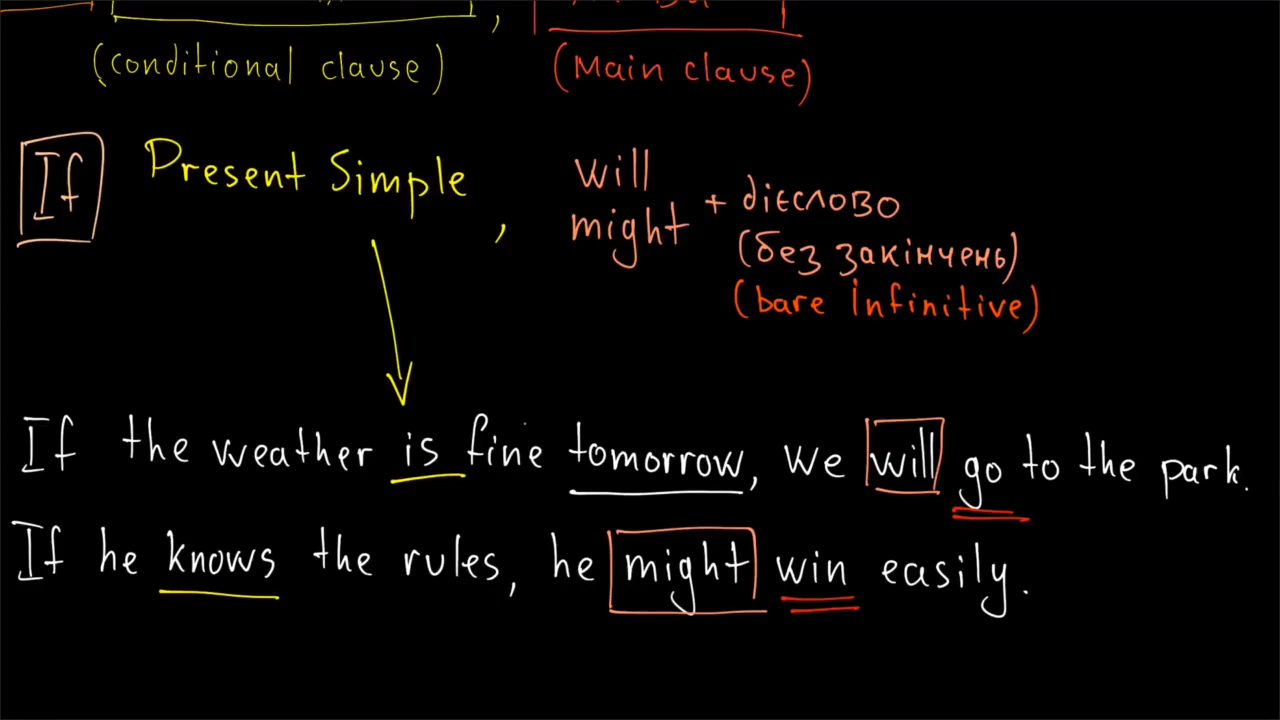 (conditional clause) , (Main clause)
If Present Simple, will might + дієслово
(без закінчень)
(bare infinitive)
If the weather is fine tomorrow, we will go to the park.
If he knows the rules, he might win easily.